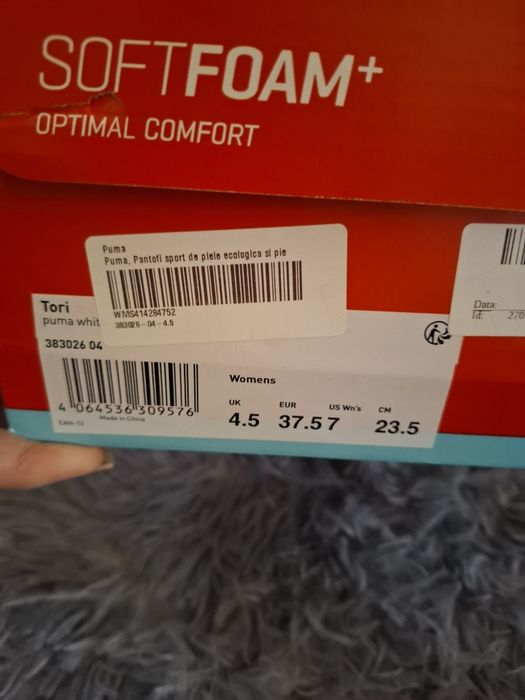 SOFTFOAM+
OPTIMAL COMFORT
Puma
Puma, Pantofi sport de piele ecologica si pie
WMS414284752
383026-04-4.5
Data:
Id:
Tori
puma whit
383026 04
4 064536 309576
EAN-13
Made in China
Womens
UK EUR US Wn's CM
4.5 37.5 7 23.5